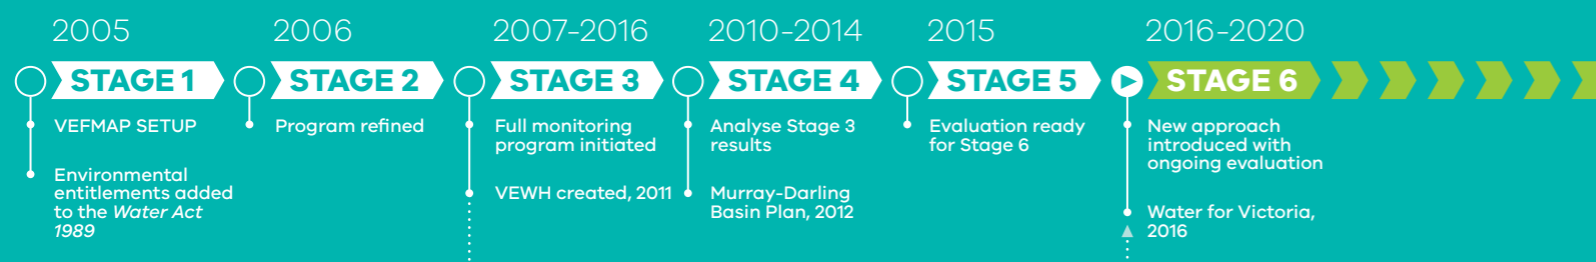 2005
STAGE 1
VEFMAP SETUP
Environmental
entitlements added
to the Water Act
1989
2006
STAGE 2
Program refined
2007-2016
STAGE 3
Full monitoring
program initiated
VEWH created, 2011
2010-2014
STAGE 4
Analyse Stage 3
results
Murray-Darling
Basin Plan, 2012
2015
STAGE 5
Evaluation ready
for Stage 6
2016-2020
STAGE 6
New approach
introduced with
ongoing evaluation
Water for Victoria,
2016